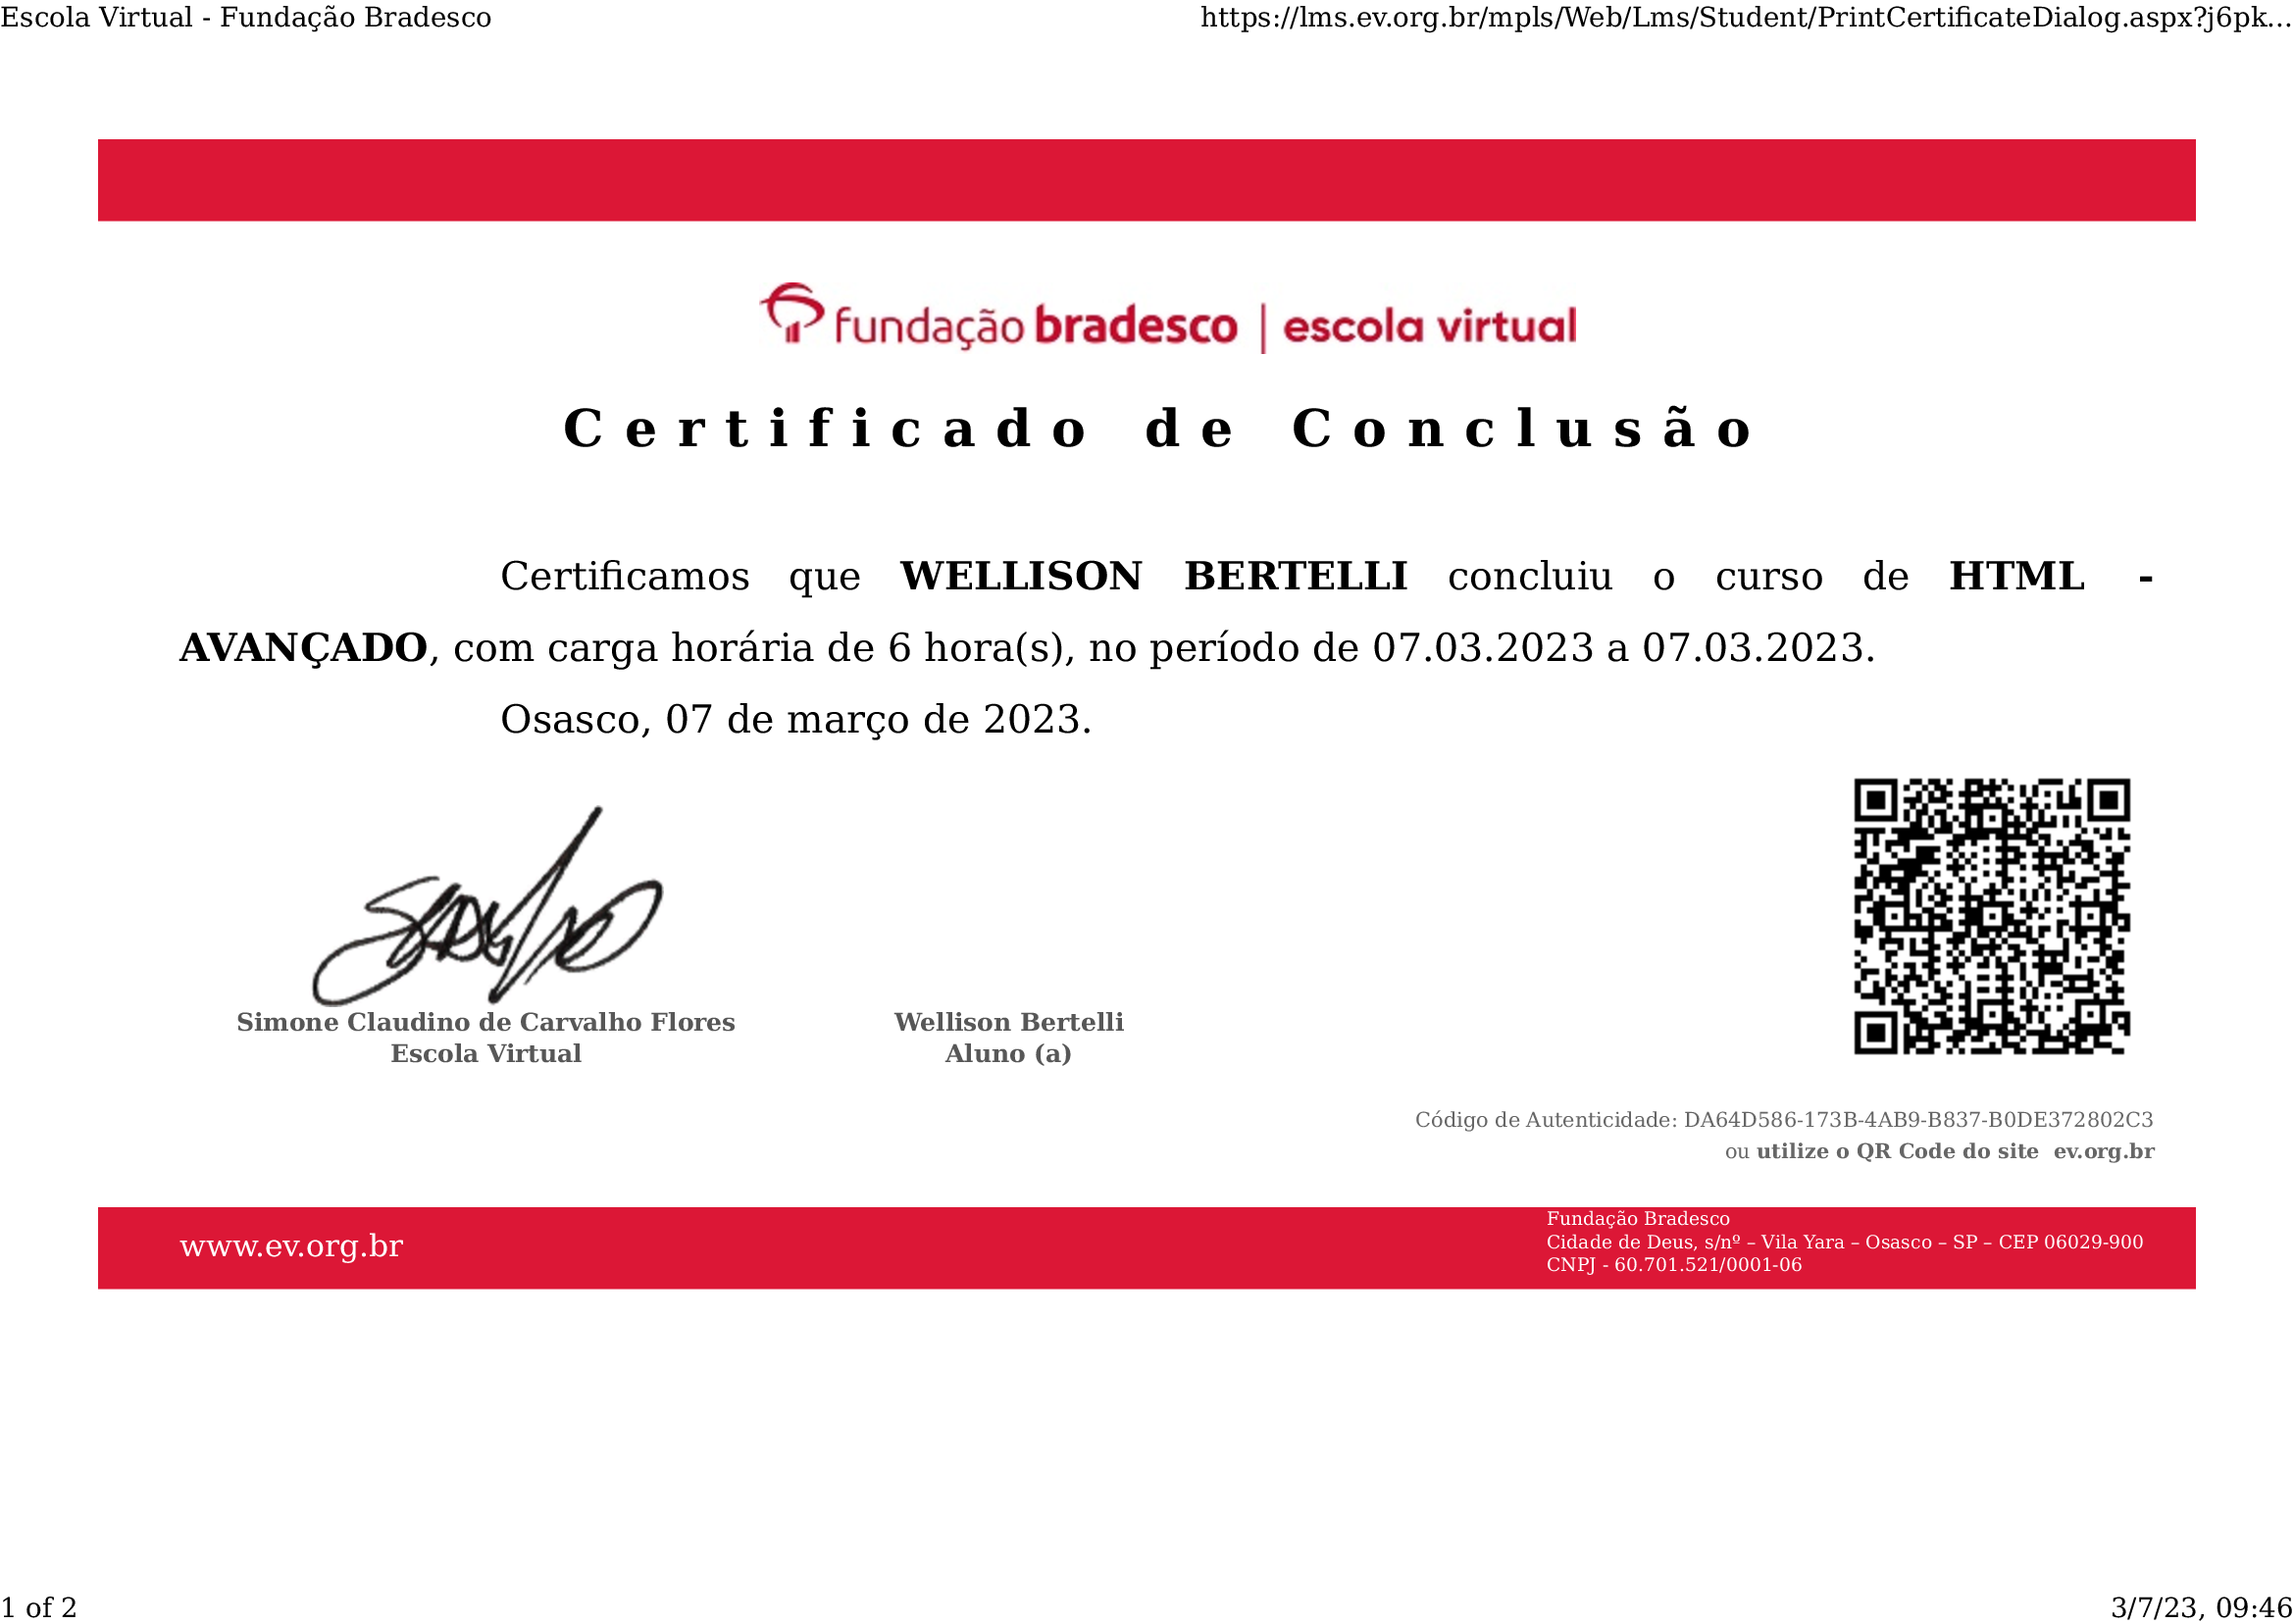 Escola Virtual - Fundação Bradesco
https://lms.ev.org.br/mpls/Web/Lms/Student/PrintCertificateDialog.aspx?j6pk...
fundação bradesco | escola virtual
Certificado de Conclusão
Certificamos que WELLISON BERTELLI concluiu o curso de HTML -
AVANÇADO, com carga horária de 6 hora(s), no período de 07.03.2023 a 07.03.2023.
Osasco, 07 de março de 2023.
Simone Claudino de Carvalho Flores
Escola Virtual
Wellison Bertelli
Aluno (a)
Código de Autenticidade: DA64D586-173B-4AB9-B837-B0DE372802C3
ou utilize o QR Code do site ev.org.br
www.ev.org.br
Fundação Bradesco
Cidade de Deus, s/nº – Vila Yara – Osasco – SP – CEP 06029-900
CNPJ - 60.701.521/0001-06
1 of 2
3/7/23, 09:46